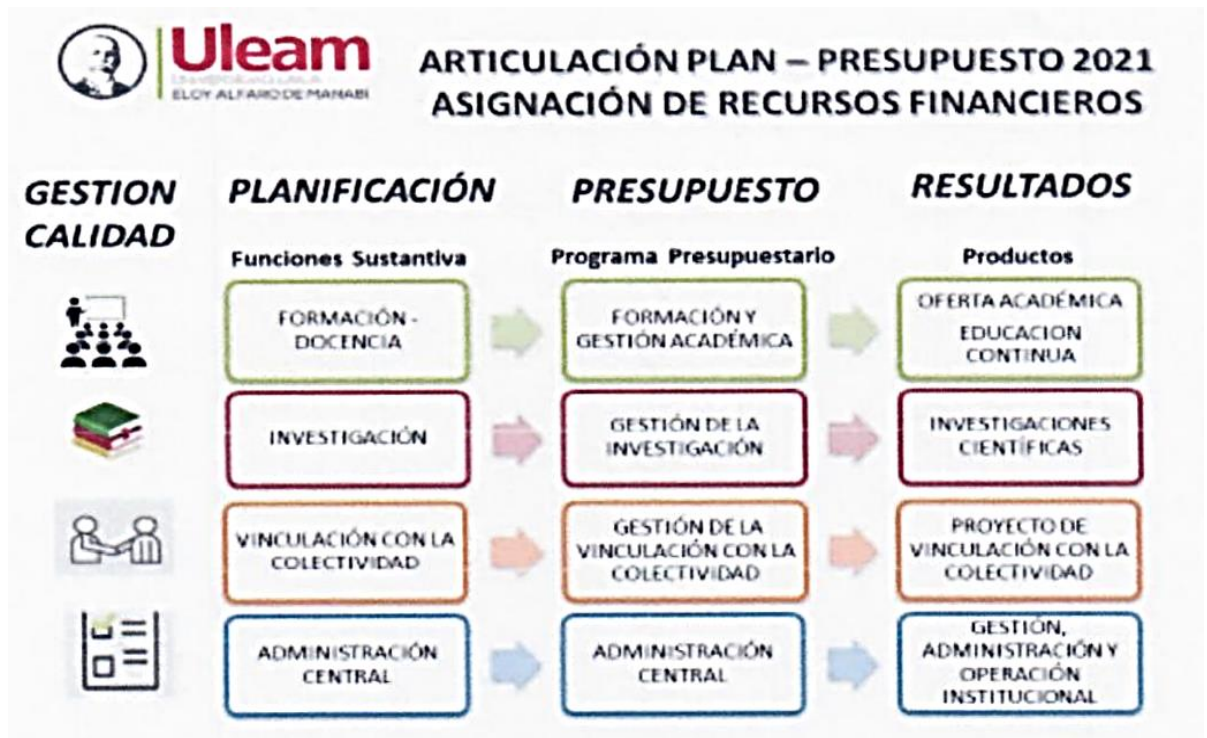 Uleam
ELOY ALFARO DE MANABÍ
ARTICULACIÓN PLAN – PRESUPUESTO 2021
ASIGNACIÓN DE RECURSOS FINANCIEROS
GESTION
CALIDAD
PLANIFICACIÓN
PRESUPUESTO
RESULTADOS
Funciones Sustantiva
Programa Presupuestario
Productos
FORMACIÓN -
DOCENCIA
FORMACIÓN Y
GESTIÓN ACADÉMICA
OFERTA ACADÉMICA
EDUCACION
CONTINUA
INVESTIGACIÓN
GESTIÓN DE LA
INVESTIGACIÓN
INVESTIGACIONES
CIENTÍFICAS
VINCULACIÓN CON LA
COLECTIVIDAD
GESTIÓN DE LA
VINCULACIÓN CON LA
COLECTIVIDAD
PROYECTO DE
VINCULACIÓN CON LA
COLECTIVIDAD
ADMINISTRACIÓN
CENTRAL
ADMINISTRACIÓN
CENTRAL
GESTIÓN,
ADMINISTRACIÓN Y
OPERACIÓN
INSTITUCIONAL